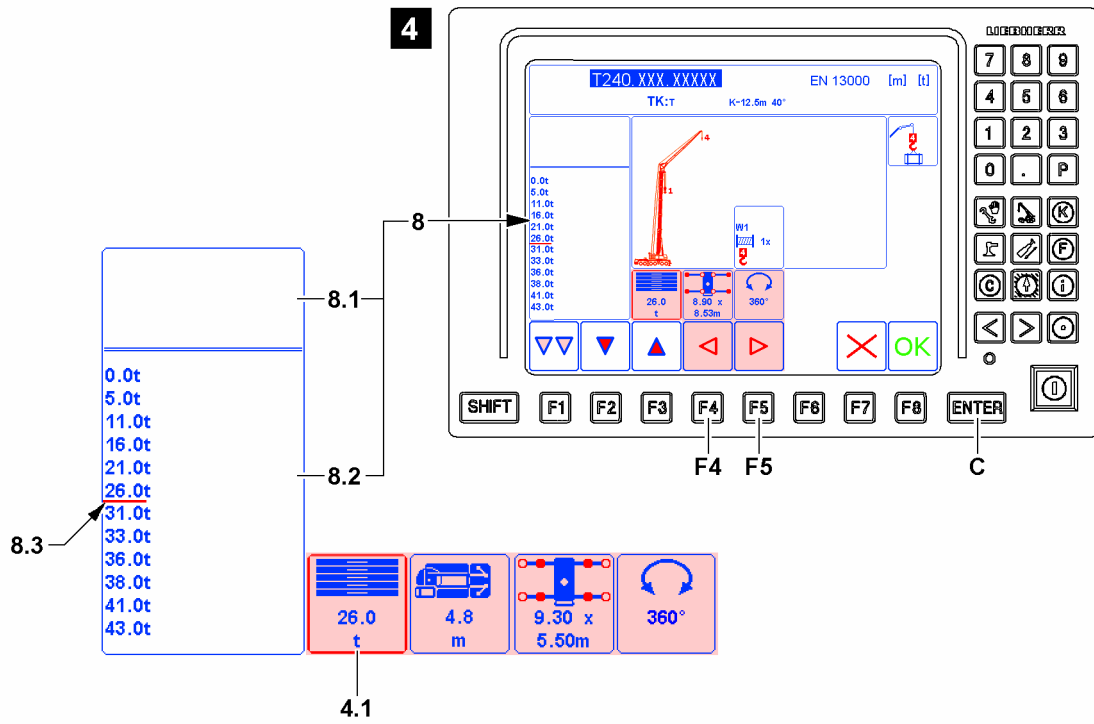 4
LIEBHERR
T240.XXX.XXXXX EN 13000 [m] [t]
TK:T K-12.5m 40°
7 8 9
4 5 6
1 2 3
0 . P
K
F
C i
4
1
4
W1
1x
4
0.0t
5.0t
11.0t
16.0t
21.0t
26.0t
31.0t
33.0t
36.0t
38.0t
41.0t
43.0t
26.0
t
8.90 x
8.53m
360°
OK
SHIFT F1 F2 F3 F4 F5 F6 F7 F8 ENTER
F4 F5 C
8
8.1
8.2
8.3
0.0t
5.0t
11.0t
16.0t
21.0t
26.0t
31.0t
33.0t
36.0t
38.0t
41.0t
43.0t
26.0
t
4.8
m
9.30 x
5.50m
360°
4.1